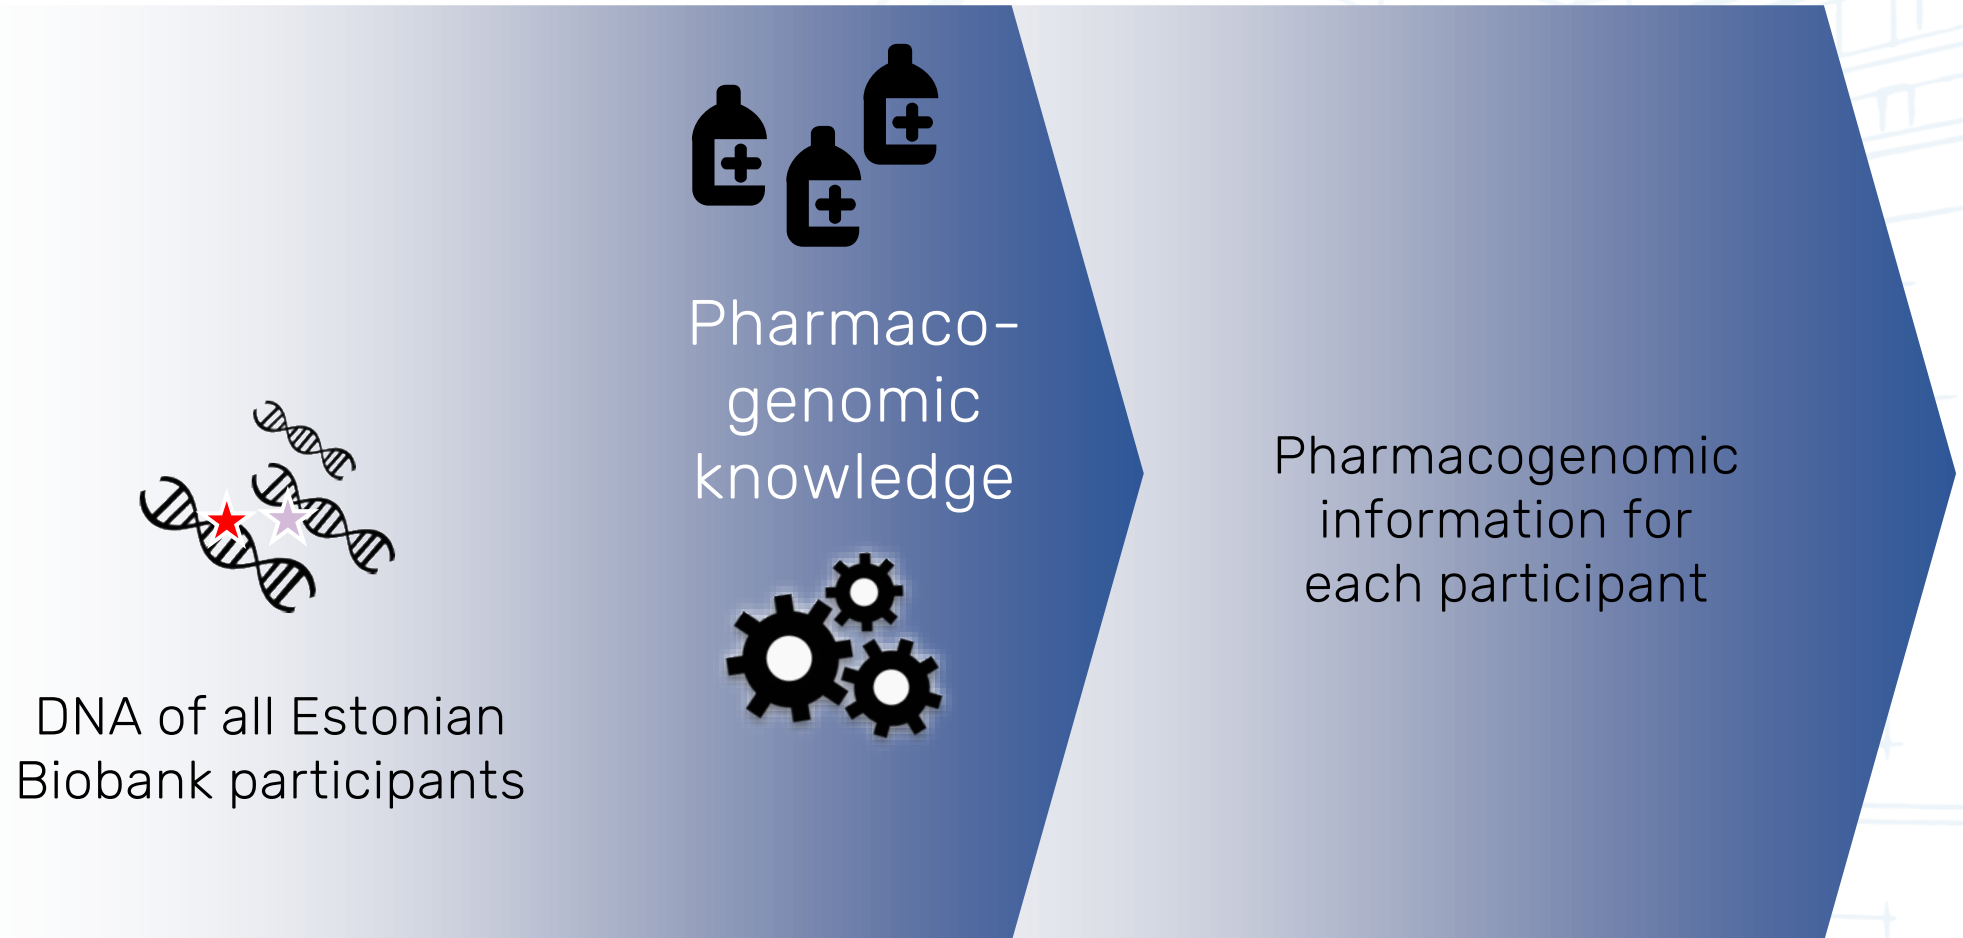 DNA of all Estonian
Biobank participants
Pharmaco-
genomic
knowledge
Pharmacogenomic
information for
each participant